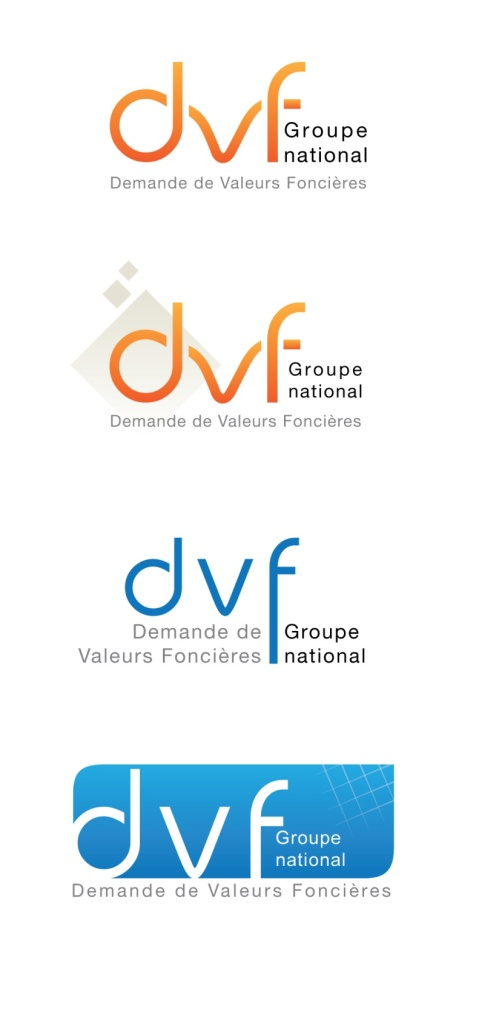 dvf
Groupe
national
Demande de Valeurs Foncières
dvf
Groupe
national
Demande de Valeurs Foncières
dvf
Demande de
Valeurs Foncières
Groupe
national
dvf
Groupe
national
Demande de Valeurs Foncières